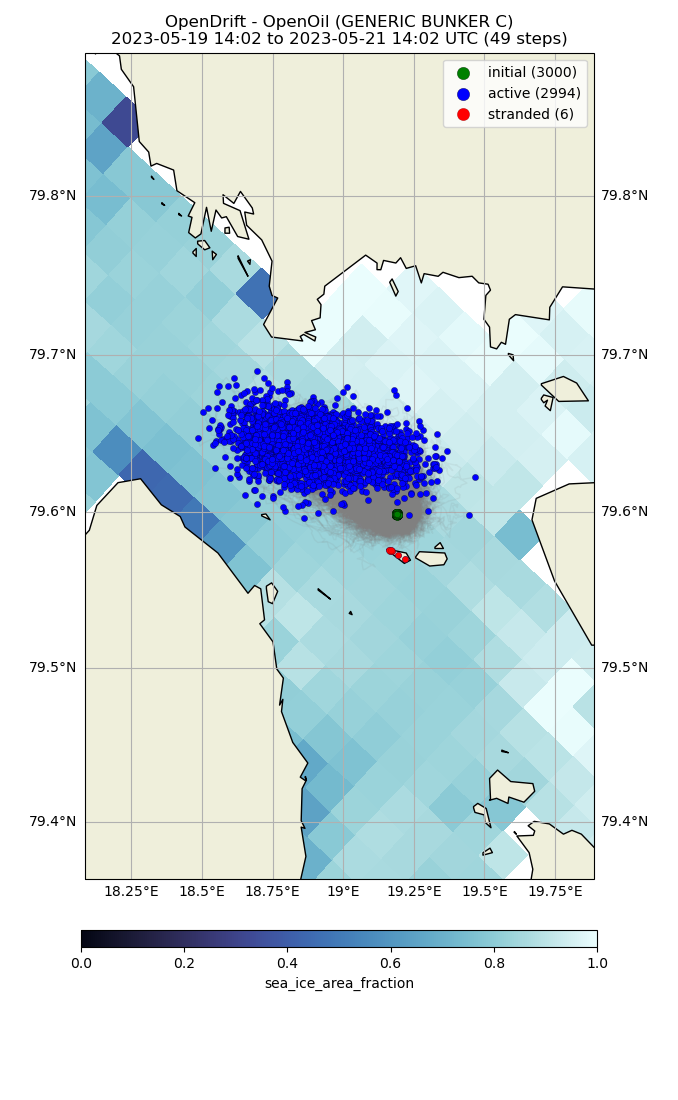 OpenDrift - OpenOil (GENERIC BUNKER C)
2023-05-19 14:02 to 2023-05-21 14:02 UTC (49 steps)
initial (3000)
active (2994)
stranded (6)
79.8°N 79.8°N
79.7°N 79.7°N
79.6°N 79.6°N
79.5°N 79.5°N
79.4°N 79.4°N
18.25°E 18.5°E 18.75°E 19°E 19.25°E 19.5°E 19.75°E
0.0 0.2 0.4 0.6 0.8 1.0
sea_ice_area_fraction